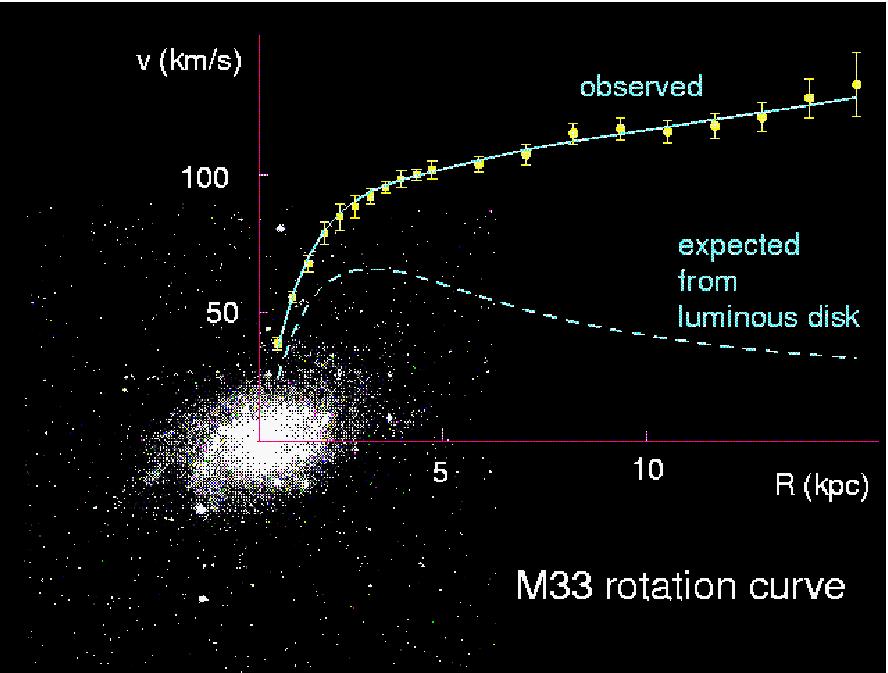 v (km/s)
observed
100
expected
from
luminous disk
50
5
10
R (kpc)
M33 rotation curve